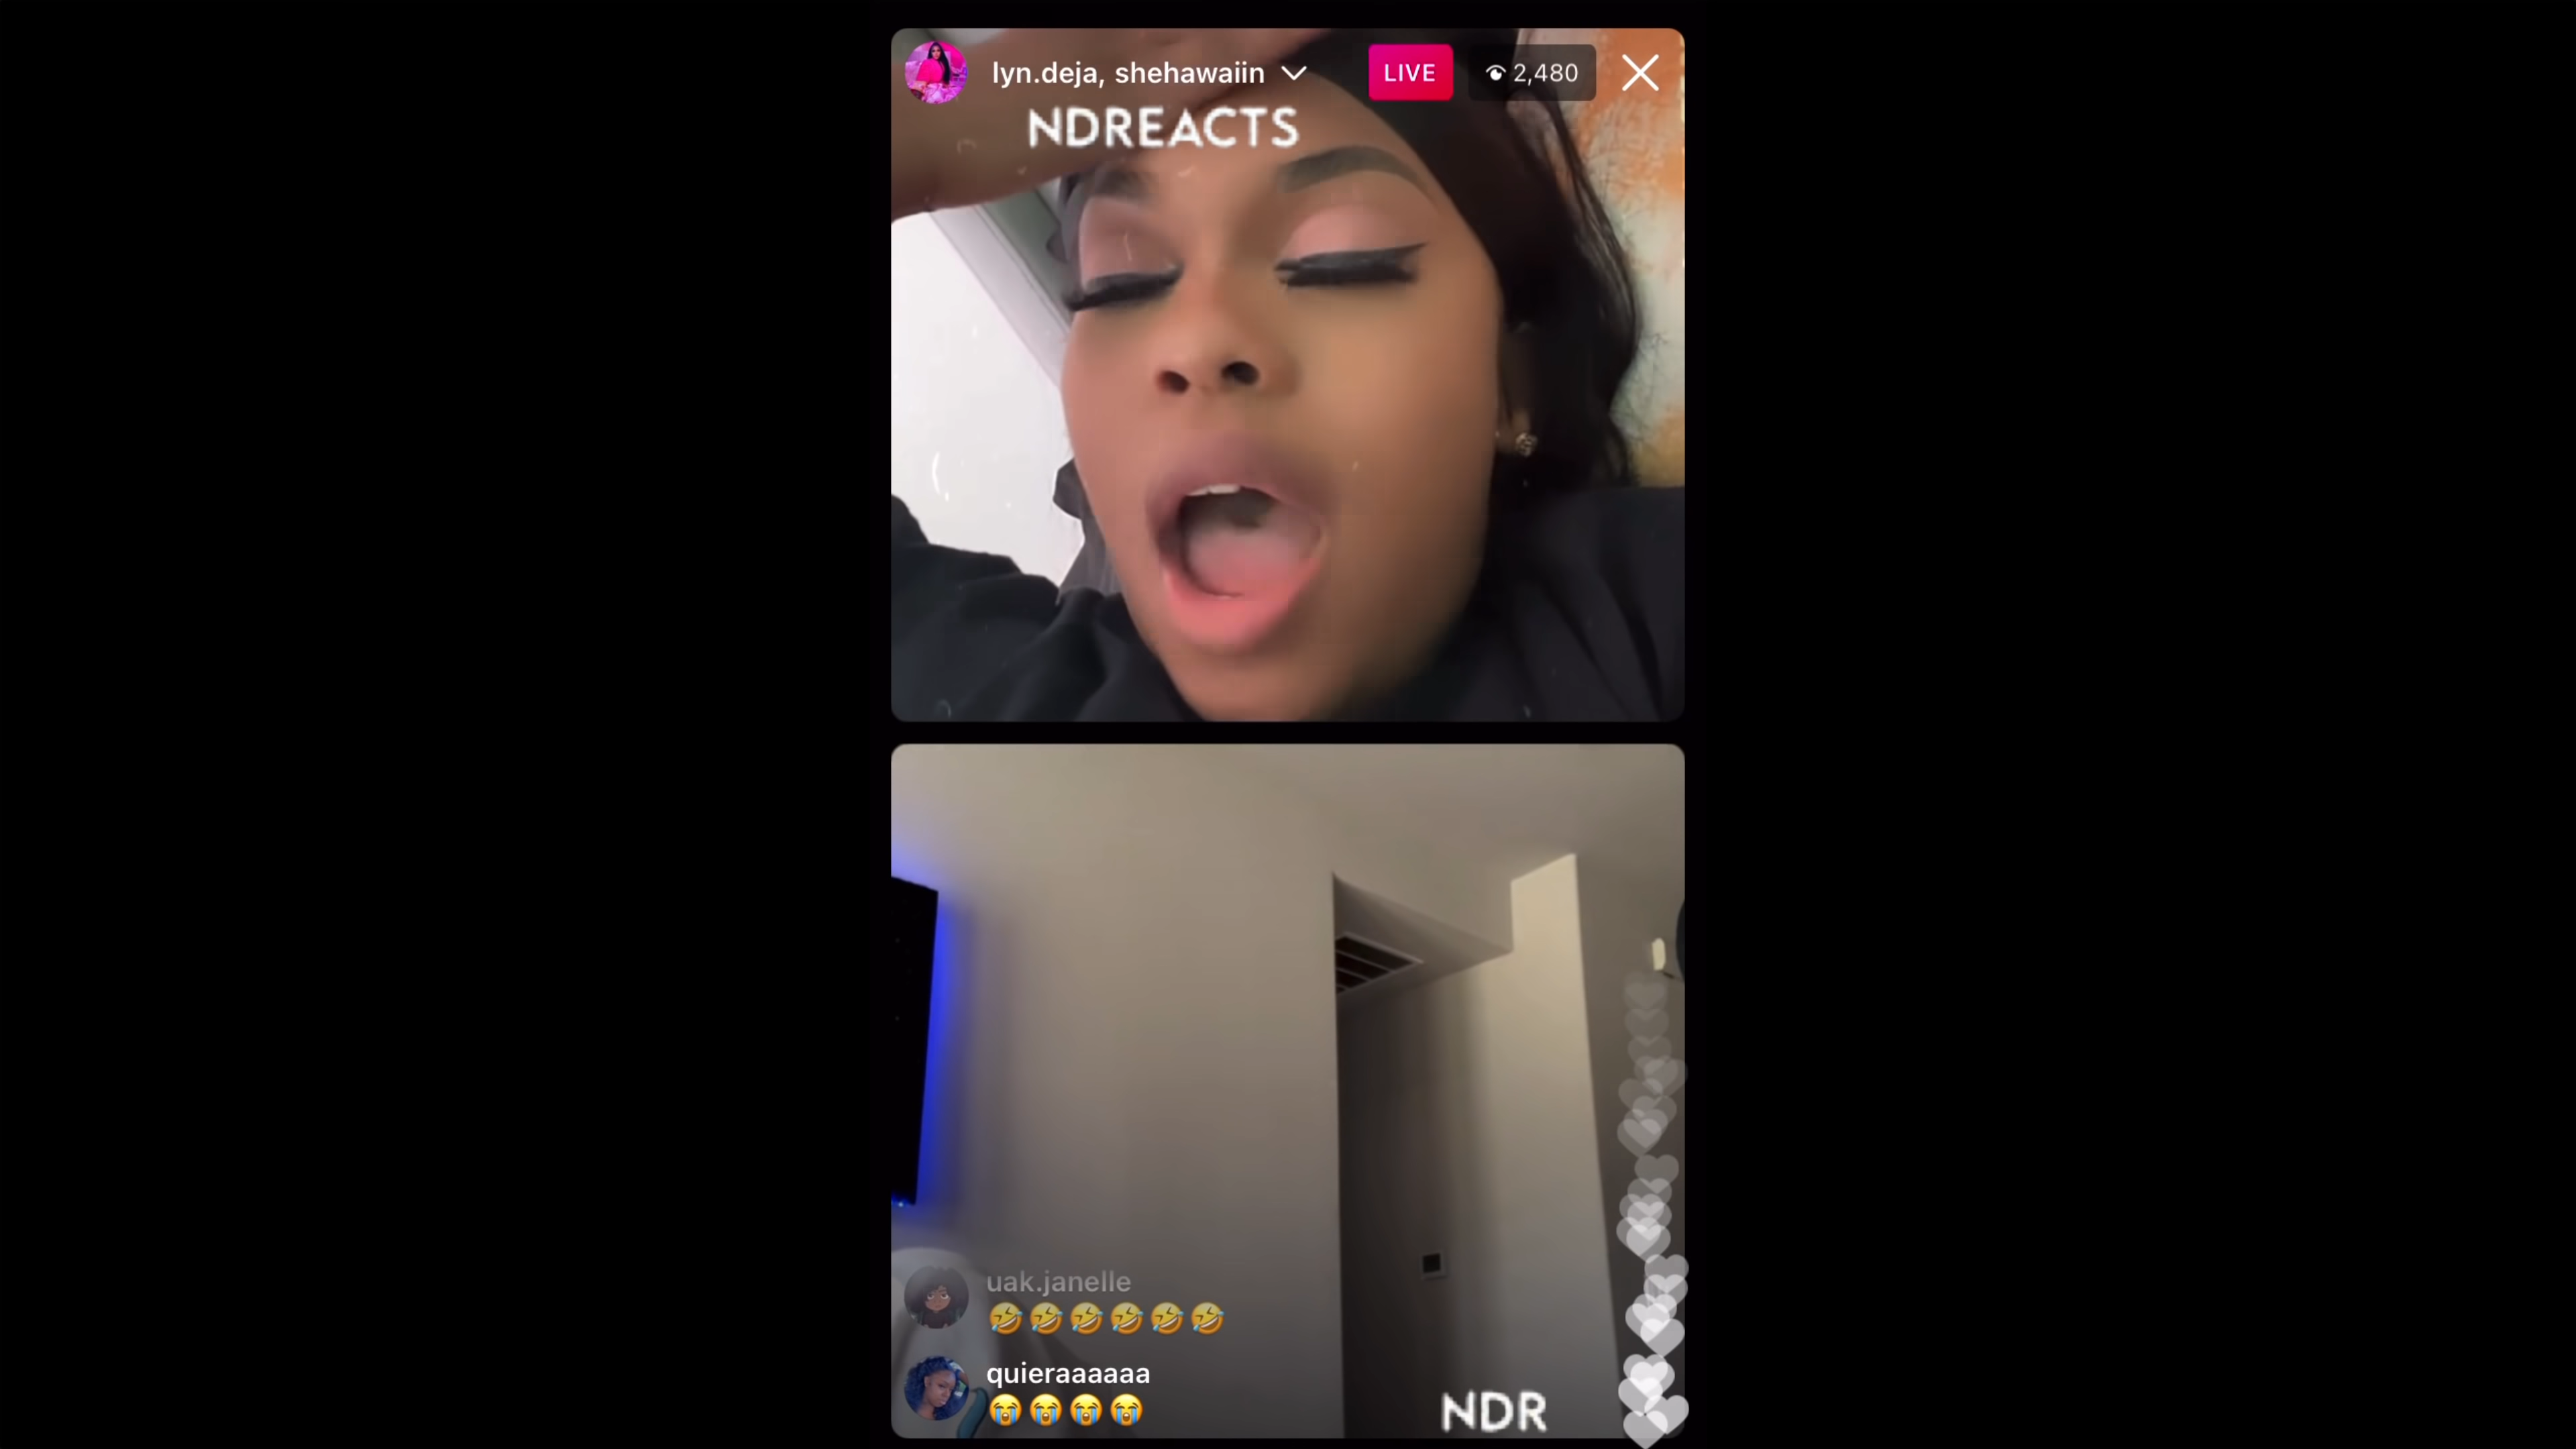 lyn.deja, shehawaiin
LIVE
2,480
NDREACTS
uak.janelle
🤣🤣🤣🤣🤣🤣
quieraaaaaa
😭😭😭😭
NDR